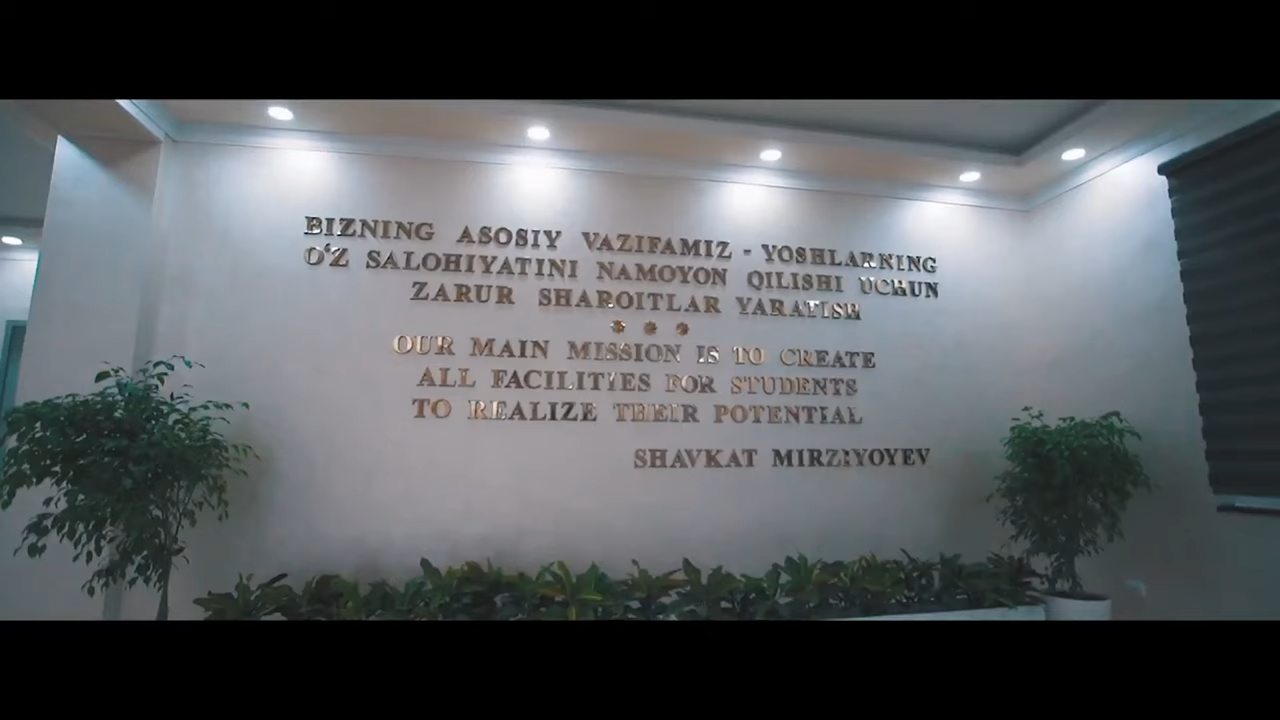 BIZNING ASOSIY VAZIFAMIZ - YOSHLARNING
O‘Z SALOHIYATINI NAMOYON QILISHI UCHUN
ZARUR SHAROITLAR YARATISH
* * *
OUR MAIN MISSION IS TO CREATE
ALL FACILITIES FOR STUDENTS
TO REALIZE THEIR POTENTIAL
SHAVKAT MIRZIYOYEV